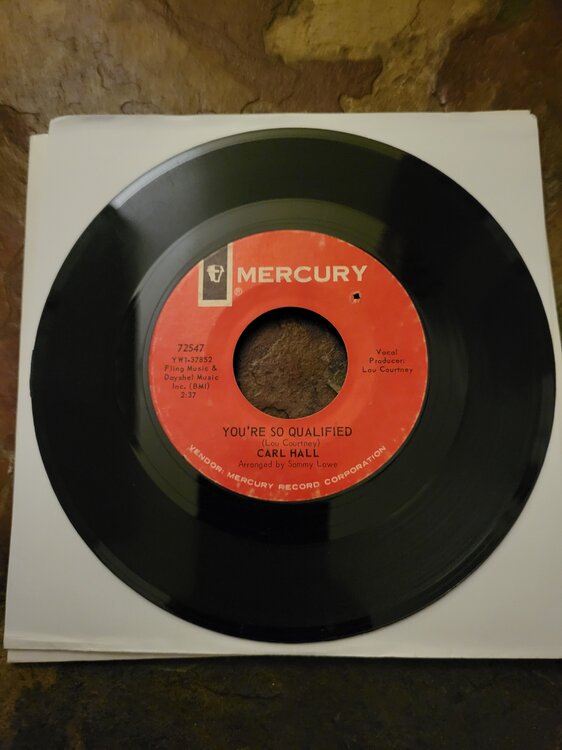 MERCURY
®
72547
YW1-37852
Fling Music &
Dayshel Music
Inc. (BMI)
2:37
Vocal
Producer:
Lou Courtney
YOU'RE SO QUALIFIED
(Lou Courtney)
CARL HALL
Arranged by Sammy Lowe
VENDOR: MERCURY RECORD CORPORATION